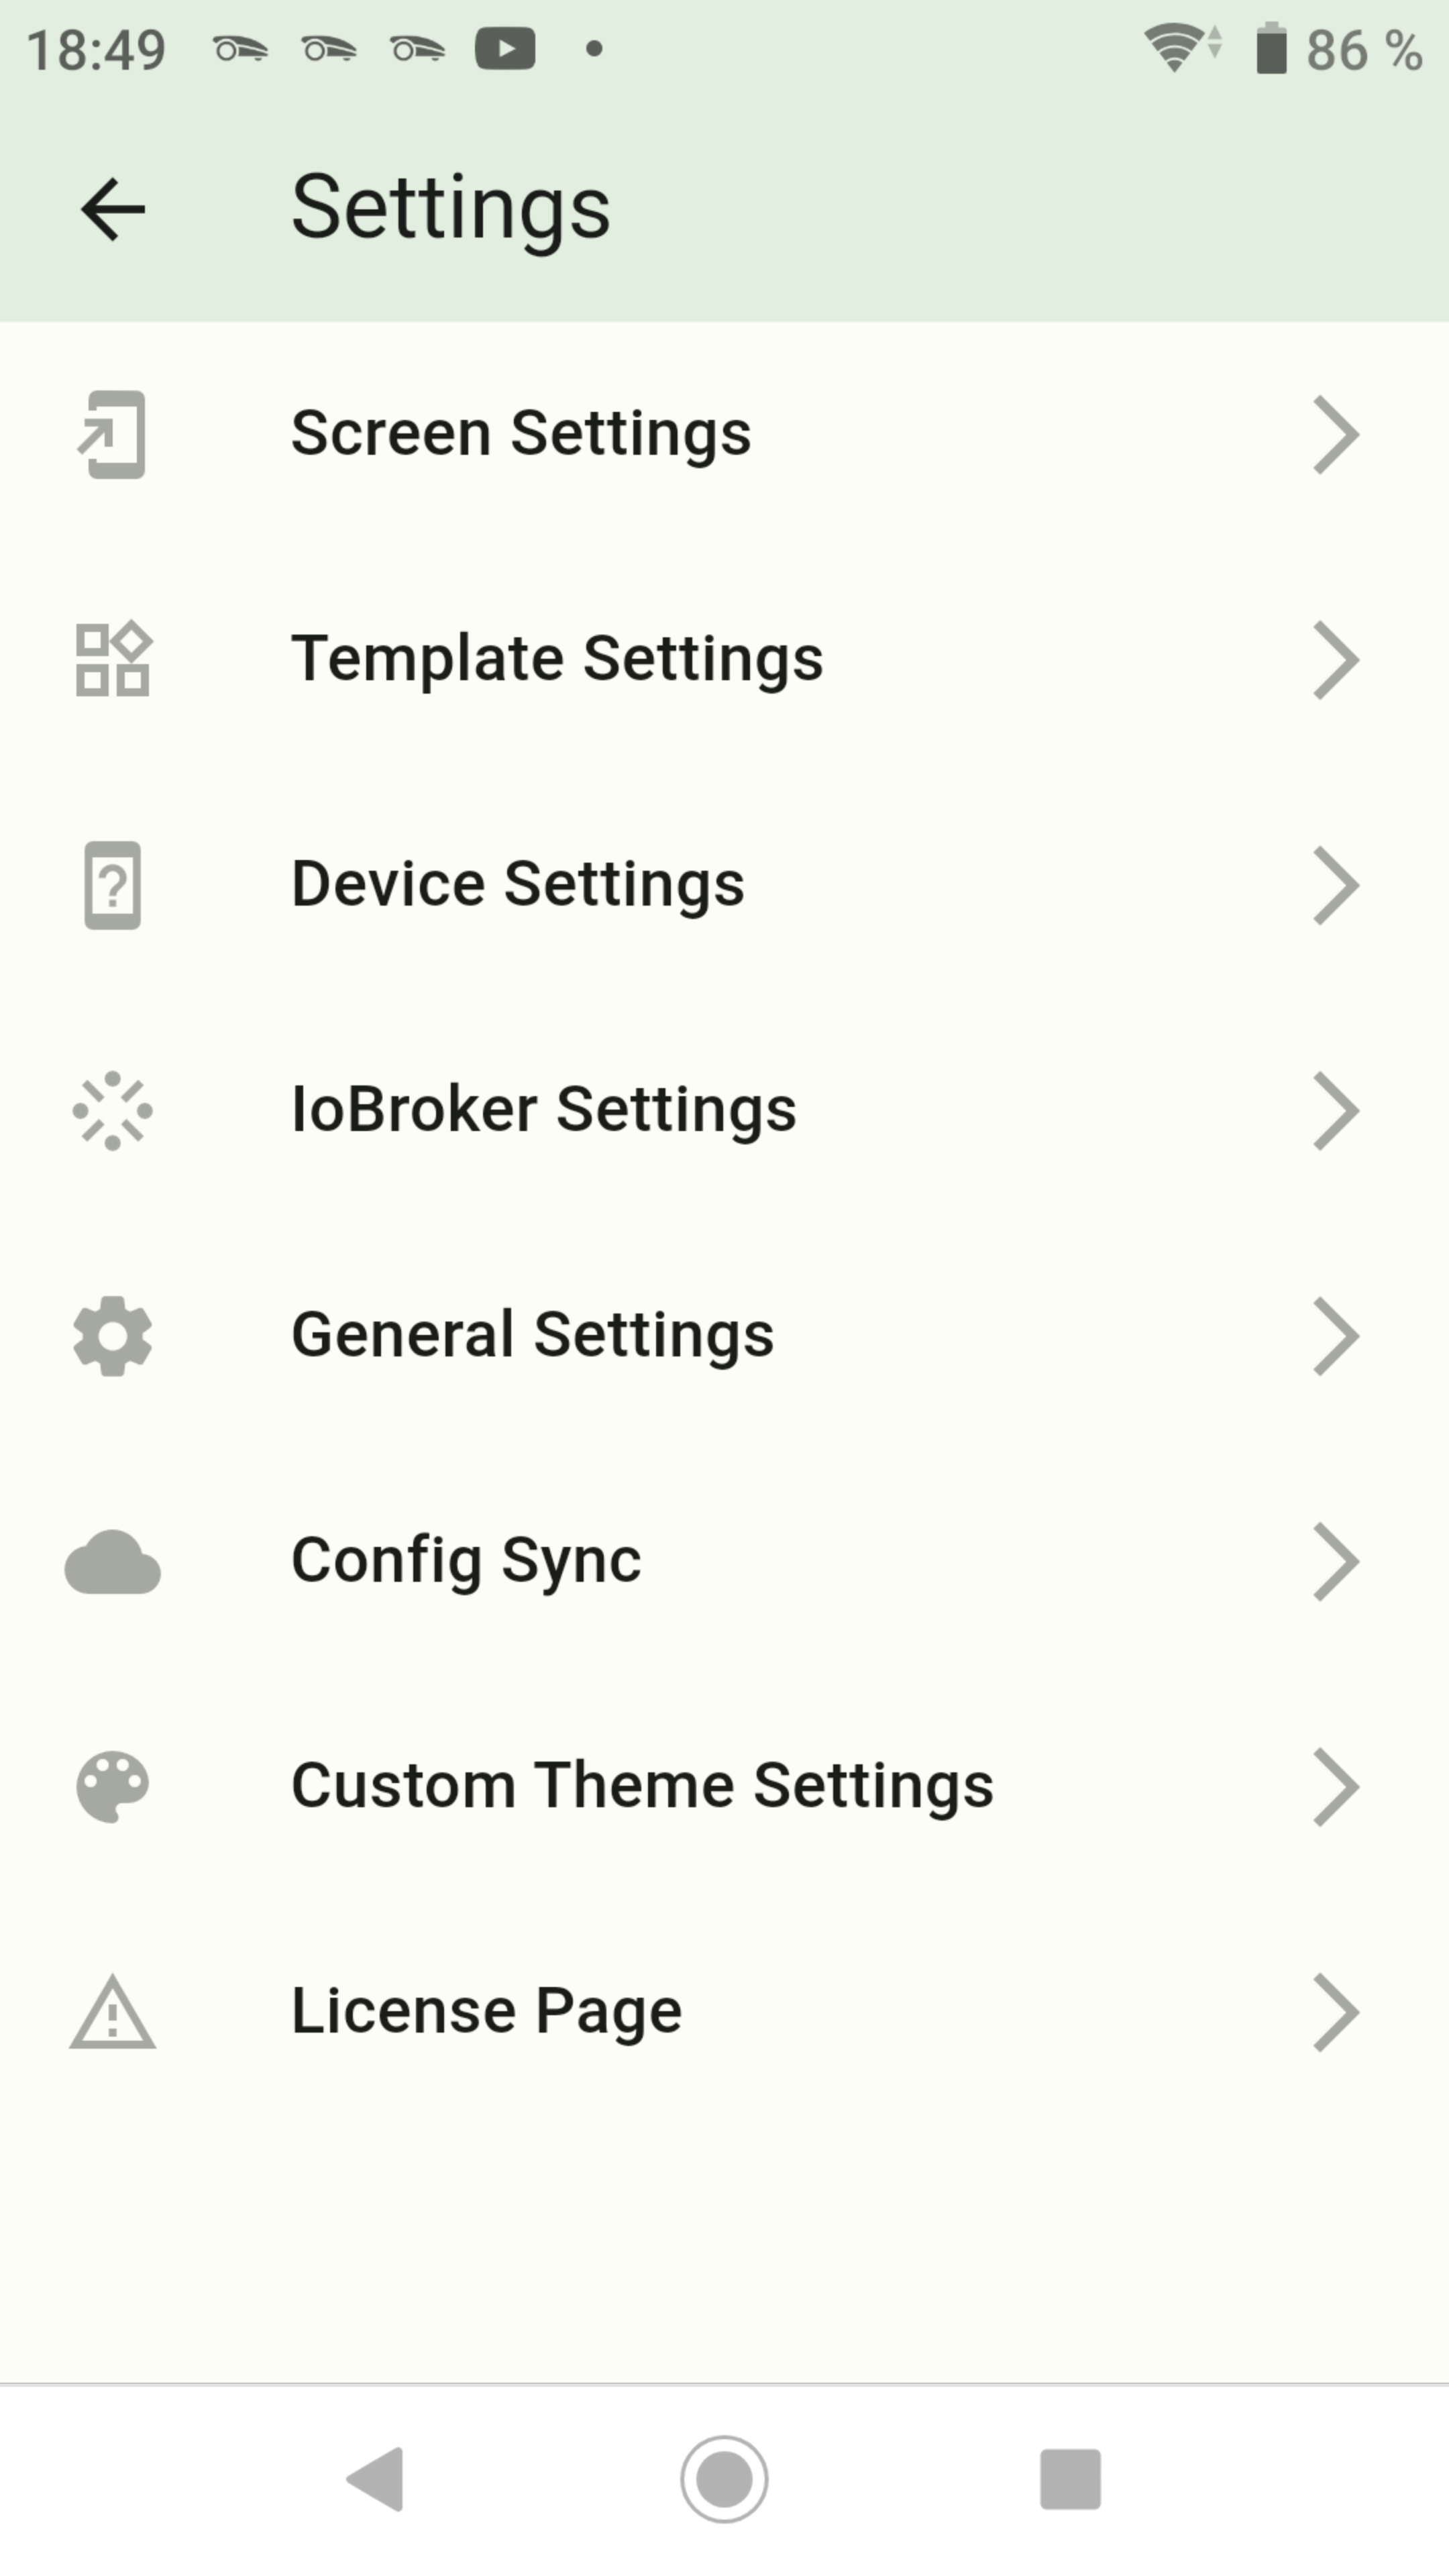 18:49
86 %
Settings
Screen Settings
Template Settings
Device Settings
IoBroker Settings
General Settings
Config Sync
Custom Theme Settings
License Page